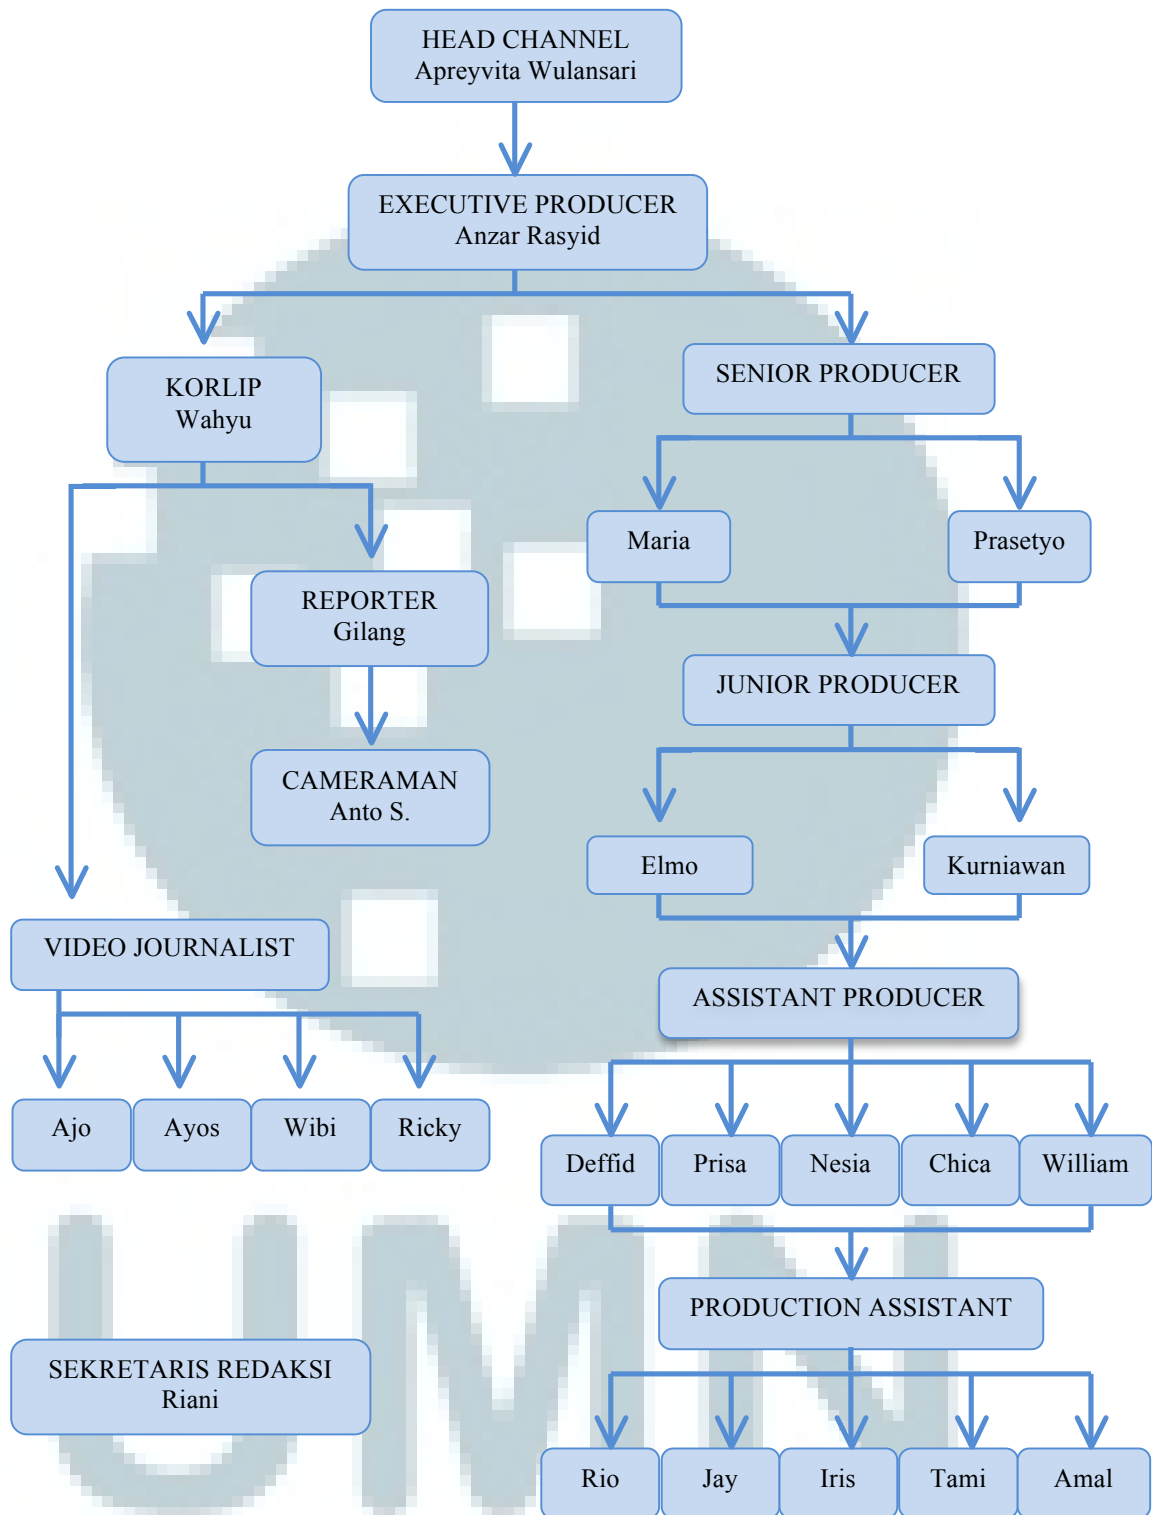 HEAD CHANNEL
Apreyvita Wulansari
EXECUTIVE PRODUCER
Anzar Rasyid
KORLIP
Wahyu
SENIOR PRODUCER
Maria
Prasetyo
REPORTER
Gilang
JUNIOR PRODUCER
CAMERAMAN
Anto S.
Elmo
Kurniawan
VIDEO JOURNALIST
ASSISTANT PRODUCER
Ajo
Ayos
Wibi
Ricky
Deffid
Prisa
Nesia
Chica
William
PRODUCTION ASSISTANT
SEKRETARIS REDAKSI
Riani
Rio
Jay
Iris
Tami
Amal
UMN